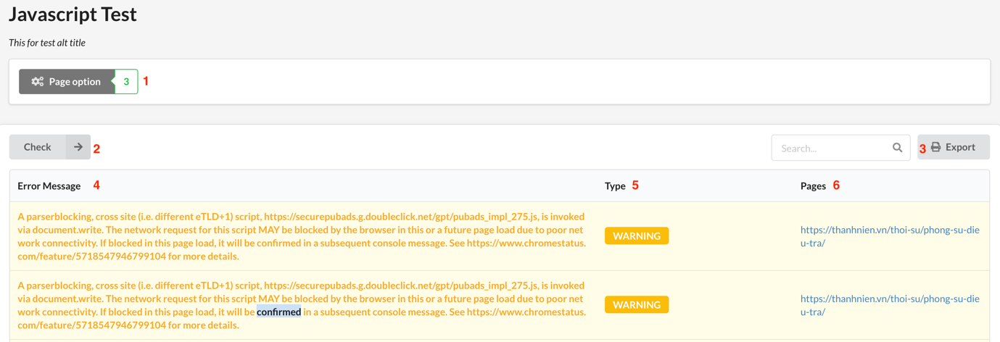 Javascript Test
This for test alt title
Page option 3 1
Check 2 Search... 3 Export
Error Message 4 Type 5 Pages 6
A parserblocking, cross site (i.e. different eTLD+1) script, https://securepubads.g.doubleclick.net/gpt/pubads_impl_275.js, is invoked
via document.write. The network request for this script MAY be blocked by the browser in this or a future page load due to poor net
work connectivity. If blocked in this page load, it will be confirmed in a subsequent console message. See https://www.chromestatus.
com/feature/5718547946799104 for more details.
WARNING
https://thanhnien.vn/thoi-su/phong-su-die
u-tra/
A parserblocking, cross site (i.e. different eTLD+1) script, https://securepubads.g.doubleclick.net/gpt/pubads_impl_275.js, is invoked
via document.write. The network request for this script MAY be blocked by the browser in this or a future page load due to poor net
work connectivity. If blocked in this page load, it will be confirmed in a subsequent console message. See https://www.chromestatus.
com/feature/5718547946799104 for more details.
WARNING
https://thanhnien.vn/thoi-su/phong-su-die
u-tra/